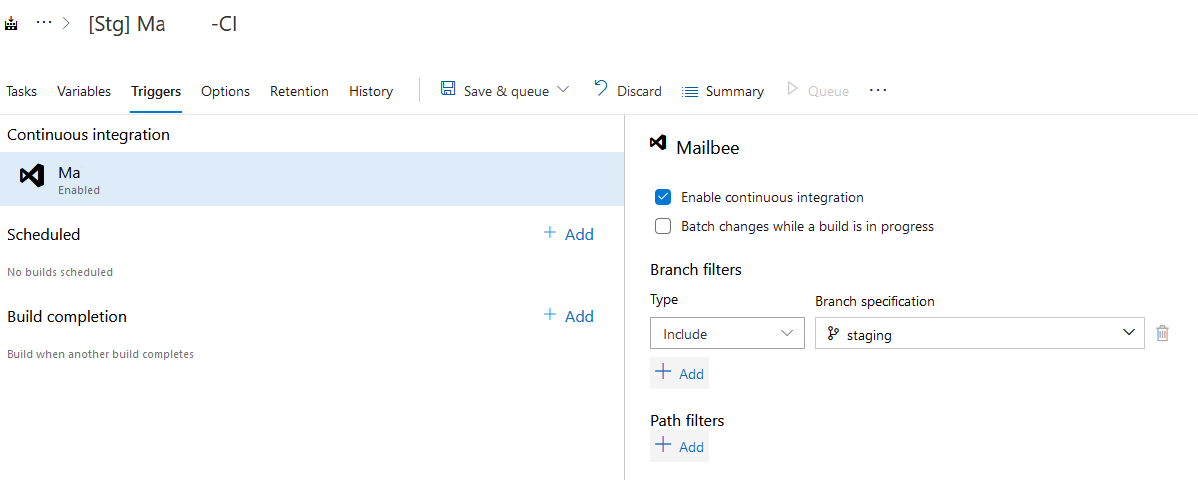 ··· > [Stg] Ma -CI
Tasks Variables Triggers Options Retention History Save & queue Discard Summary Queue ···
Continuous integration
Ma
Enabled
Scheduled + Add
No builds scheduled
Build completion + Add
Build when another build completes
Mailbee
Enable continuous integration
Batch changes while a build is in progress
Branch filters
Type Branch specification
Include staging
+ Add
Path filters
+ Add